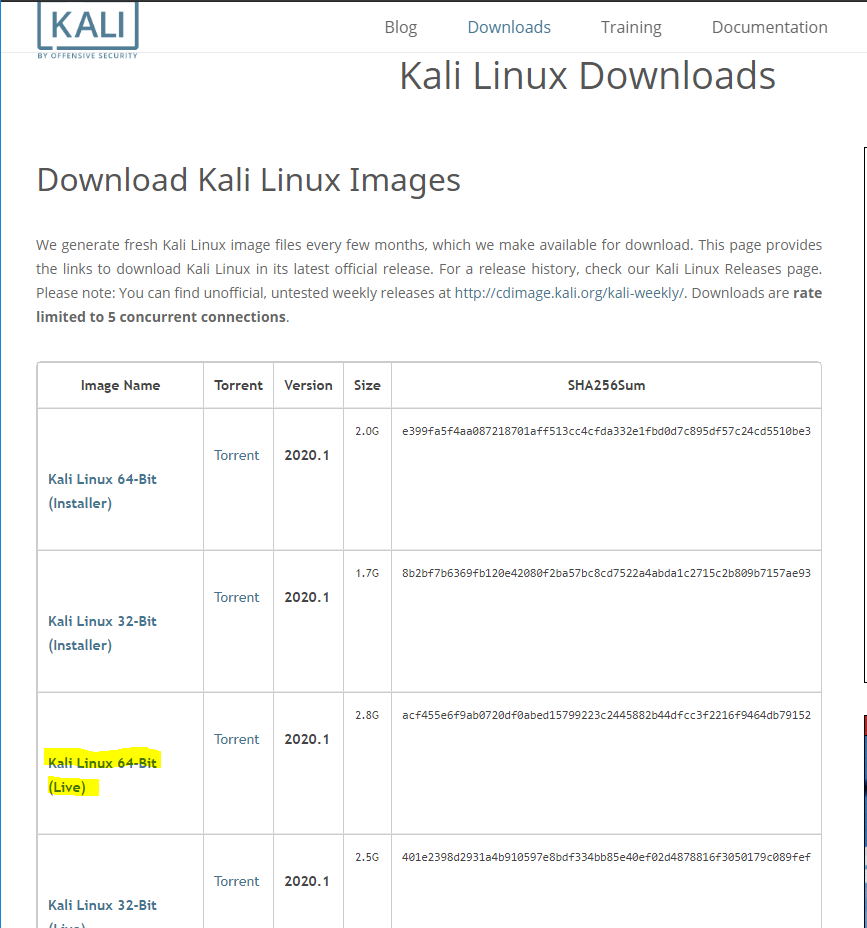 KALI
BY OFFENSIVE SECURITY
Blog Downloads Training Documentation
Kali Linux Downloads
Download Kali Linux Images
We generate fresh Kali Linux image files every few months, which we make available for download. This page provides
the links to download Kali Linux in its latest official release. For a release history, check our Kali Linux Releases page.
Please note: You can find unofficial, untested weekly releases at http://cdimage.kali.org/kali-weekly/. Downloads are rate
limited to 5 concurrent connections.
Image Name Torrent Version Size SHA256Sum
2.0G e399fa5f4aa087218701aff513cc4cfda332e1fbd0d7c895df57c24cd5510be3
Torrent 2020.1
Kali Linux 64-Bit
(Installer)
1.7G 8b2bf7b6369fb120e42080f2ba57bc8cd7522a4abda1c2715c2b809b7157ae93
Torrent 2020.1
Kali Linux 32-Bit
(Installer)
2.8G acf455e6f9ab0720df0abed15799223c2445882b44dfcc3f2216f9464db79152
Torrent 2020.1
Kali Linux 64-Bit
(Live)
2.5G 401e2398d2931a4b910597e8bdf334bb85e40ef02d4878816f3050179c089fef
Torrent 2020.1
Kali Linux 32-Bit
(Live)